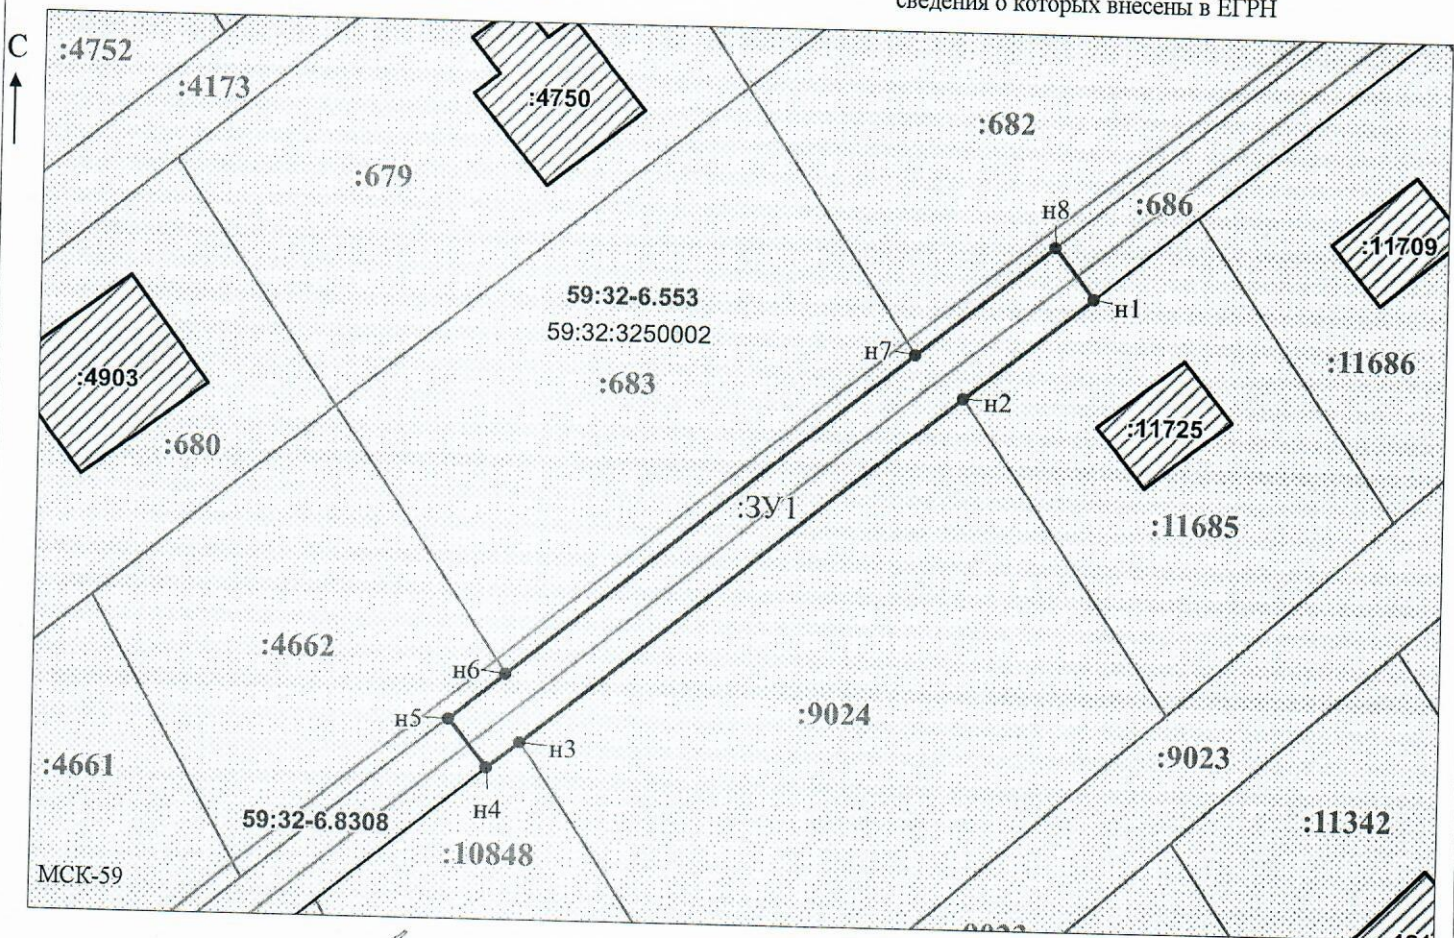 сведения о которых внесены в ЕГРН
С
:4752
:4173
:4750
:679
:682
:686
н8
:11709
н1
59:32-6.553
59:32:3250002
:683
н7
:11686
:4903
н2
:11725
:680
:ЗУ1
:11685
:4662
н6
н5
:9024
н3
:4661
:9023
н4
59:32-6.8308
:11342
:10848
МСК-59